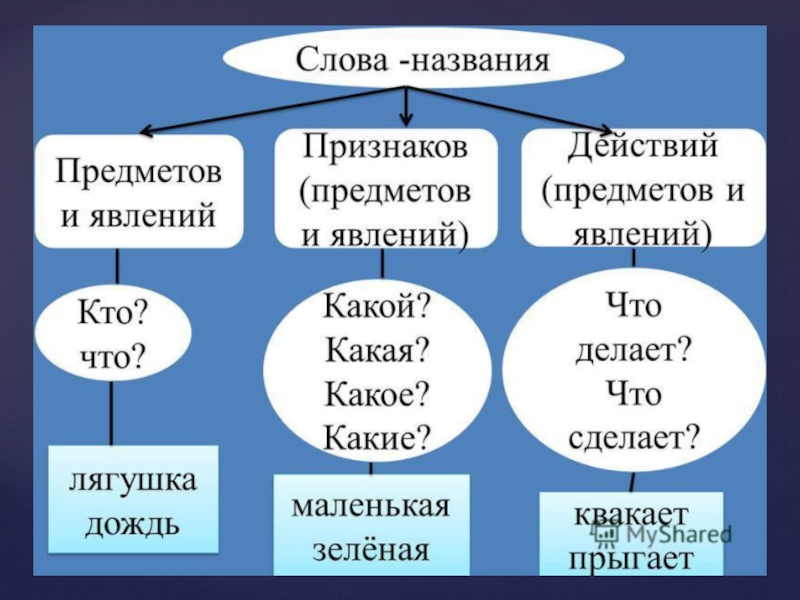 Слова -названия
Предметов
и явлений
Признаков
(предметов
и явлений)
Действий
(предметов и
явлений)
Кто?
что?
Какой?
Какая?
Какое?
Какие?
Что
делает?
Что
сделает?
лягушка
дождь
маленькая
зелёная
квакает
прыгает
MyShared